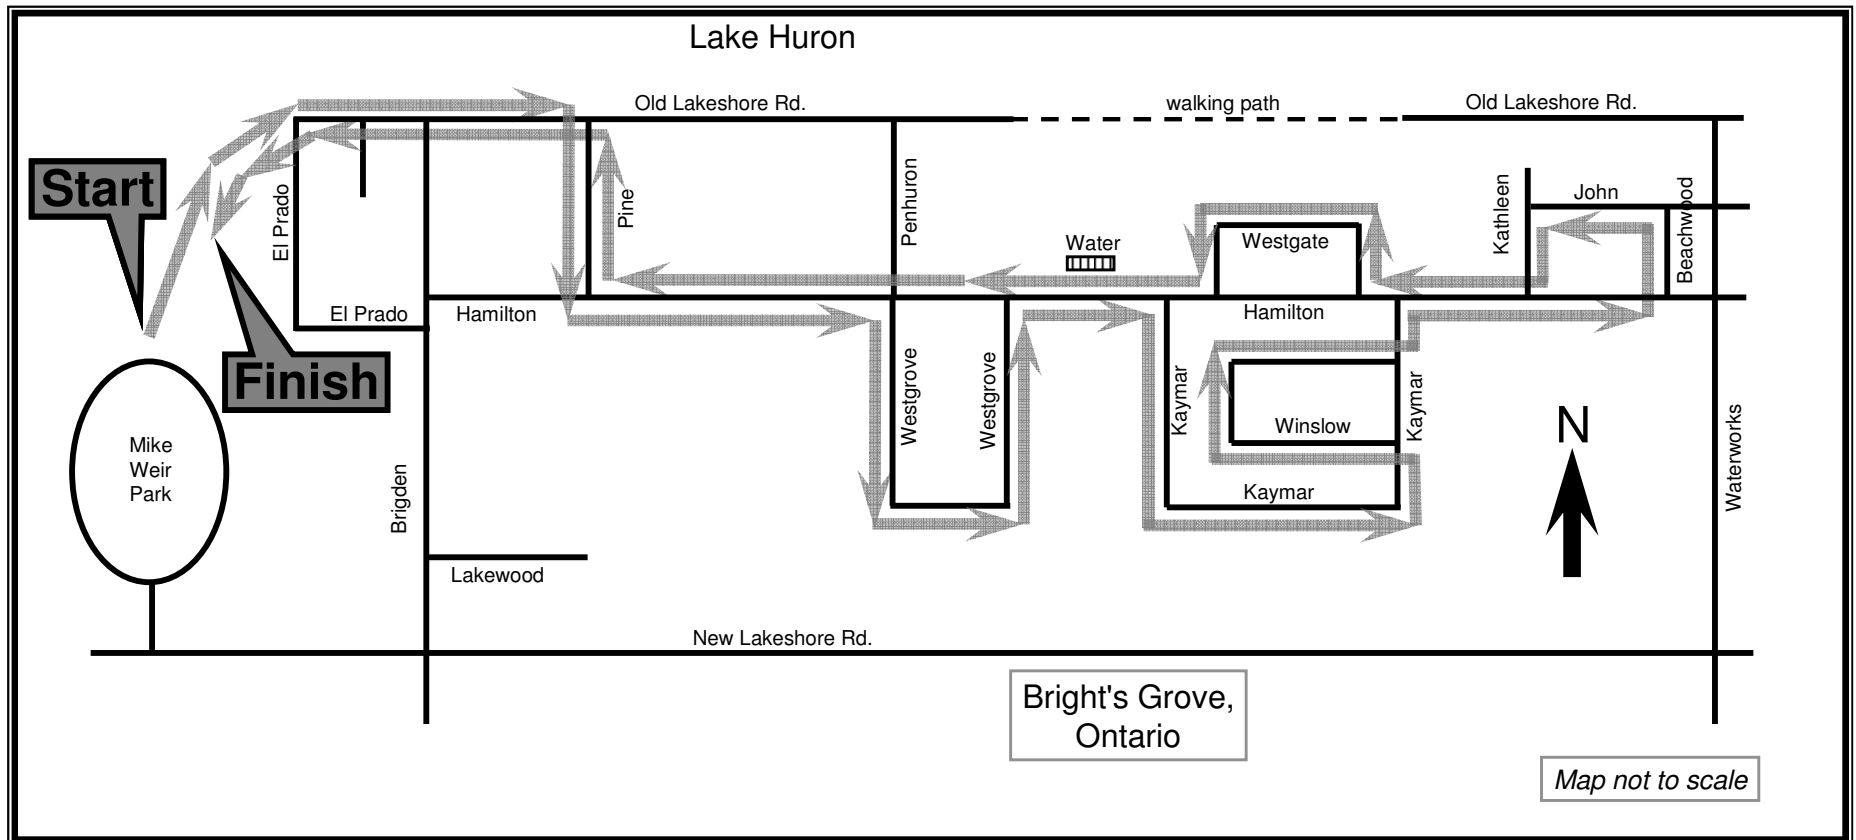 Lake Huron
Old Lakeshore Rd.
walking path
Old Lakeshore Rd.
Start
El Prado
Pine
Penhuron
Water
Westgate
Kathleen
John
Beachwood
El Prado
Hamilton
Hamilton
Finish
Westgrove
Westgrove
Kaymar
Winslow
Kaymar
Kaymar
N
Waterworks
Mike
Weir
Park
Brigden
Lakewood
New Lakeshore Rd.
Bright's Grove,
Ontario
Map not to scale